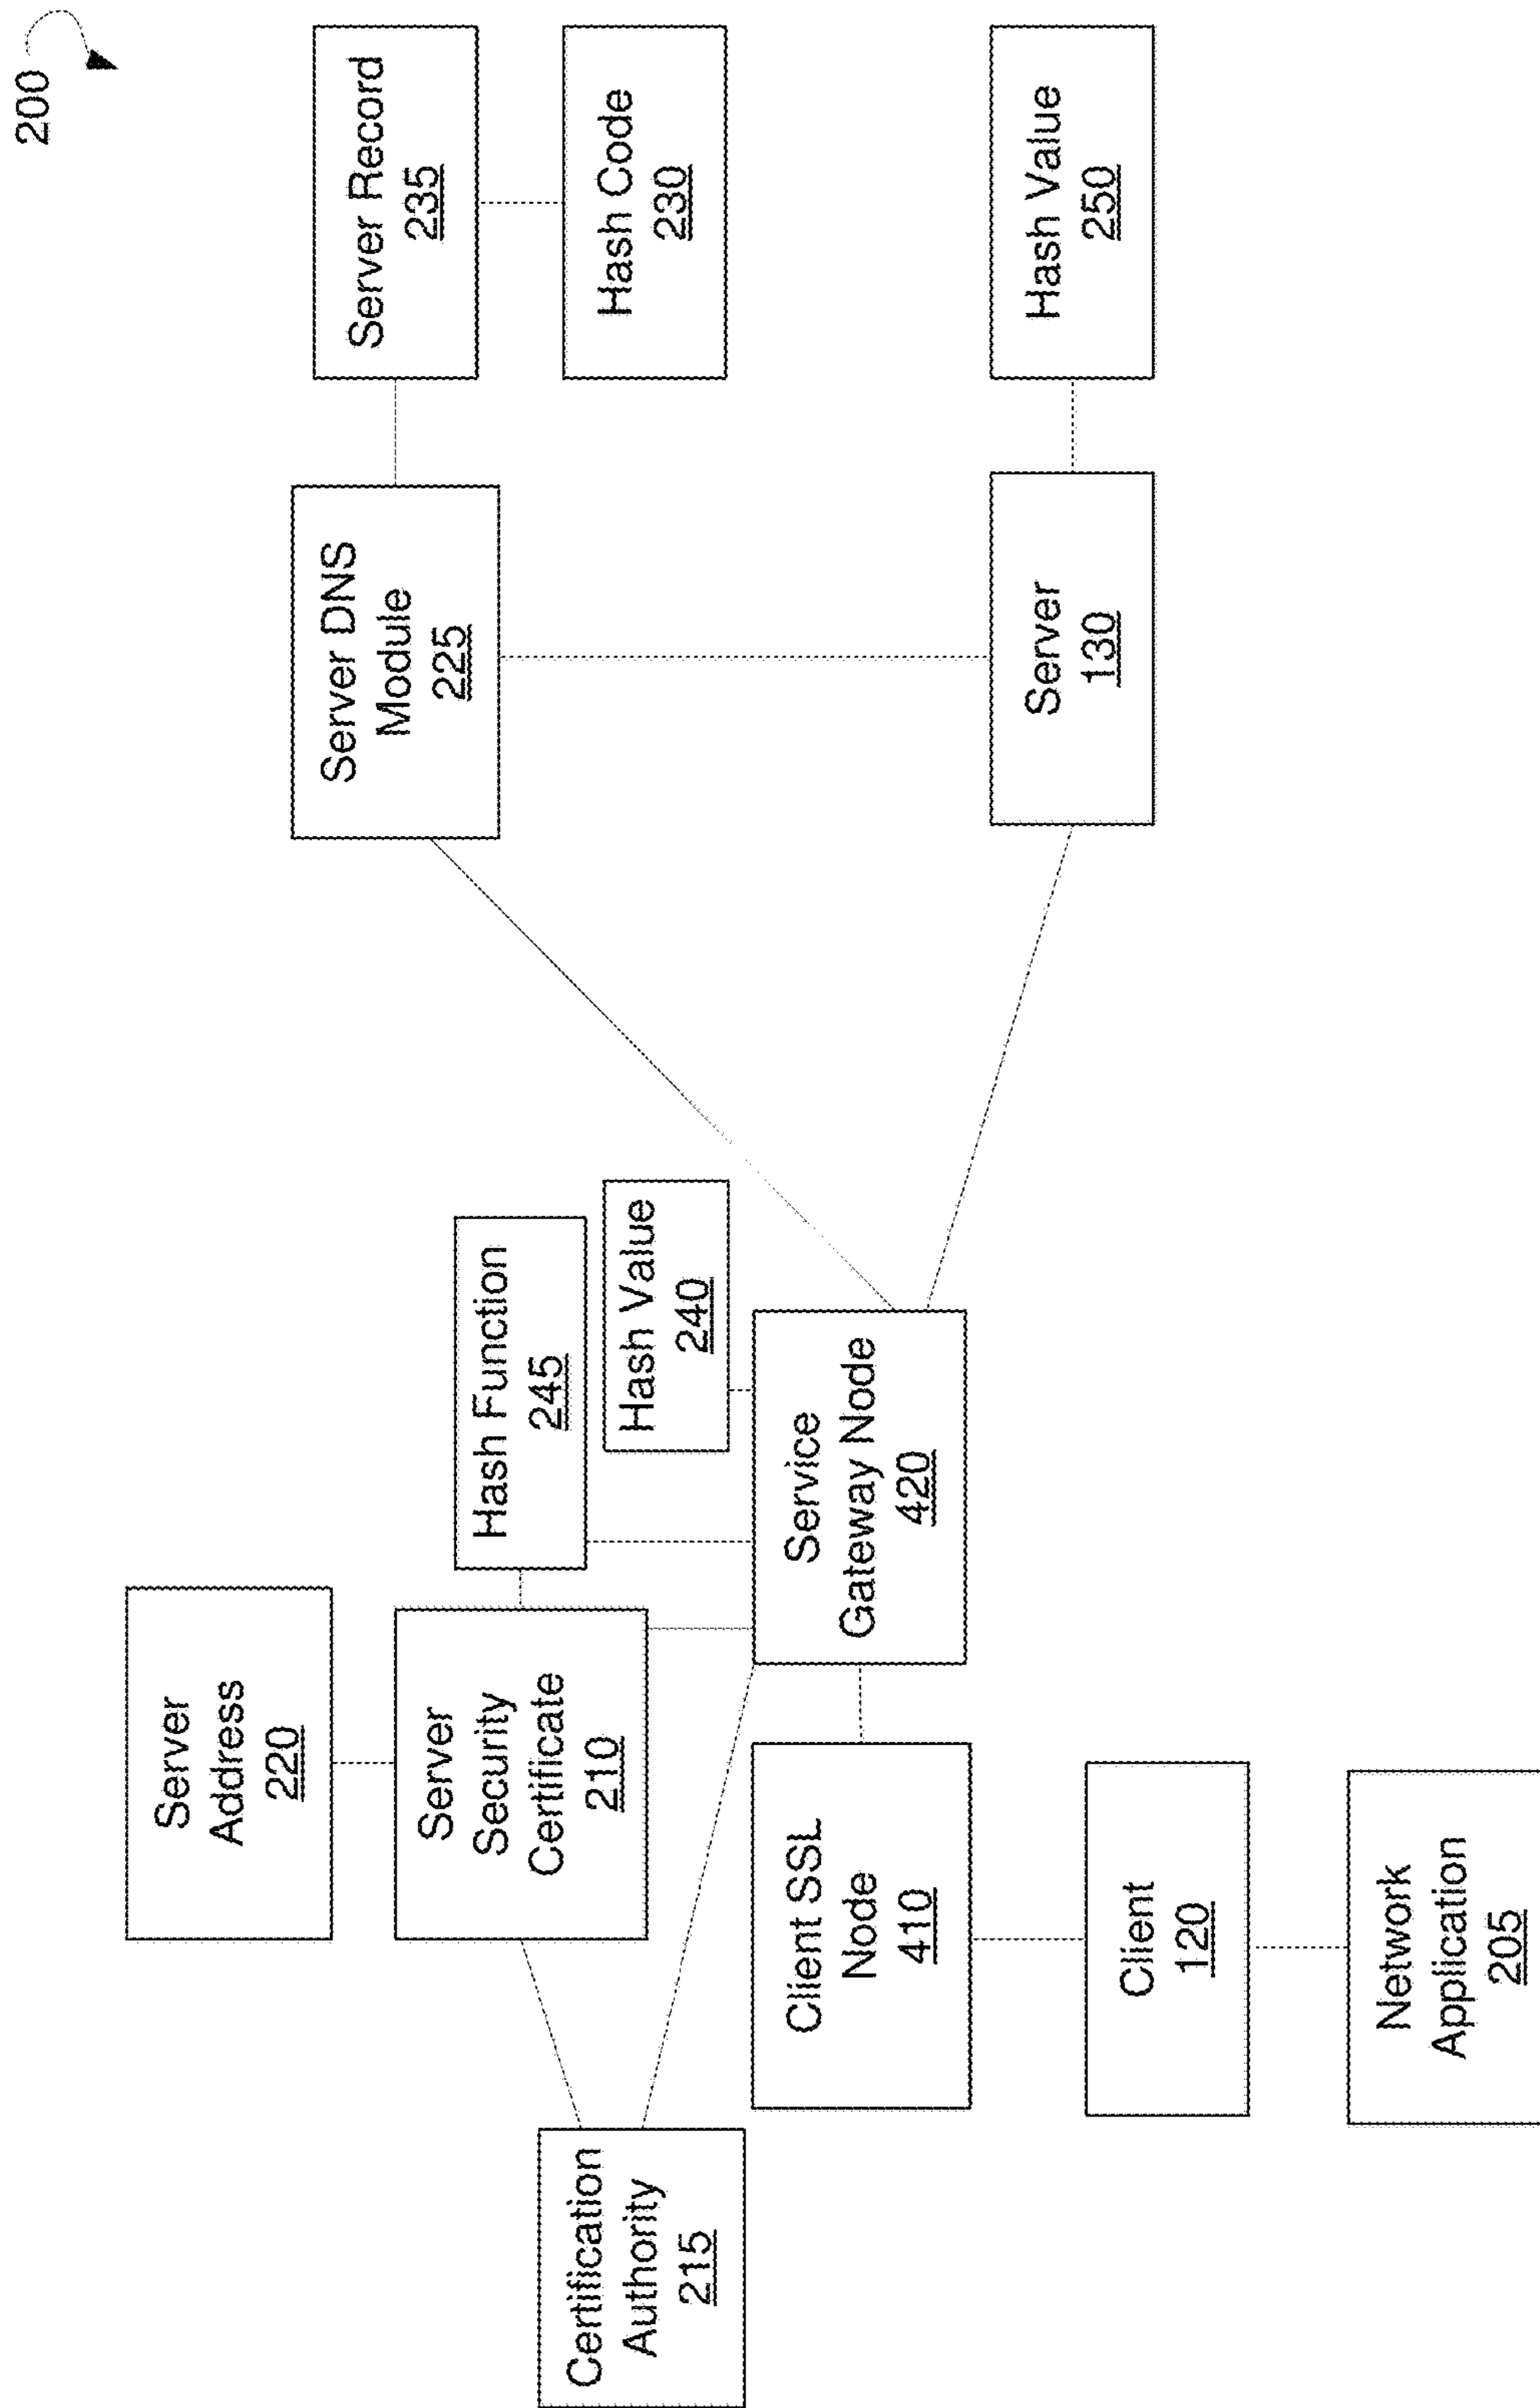 200
Certification
Authority
215
Server
Address
220
Server
Security
Certificate
210
Hash Function
245
Hash Value
240
Client SSL
Node
410
Service
Gateway Node
420
Client
120
Network
Application
205
Server DNS
Module
225
Server Record
235
Hash Code
230
Server
130
Hash Value
250